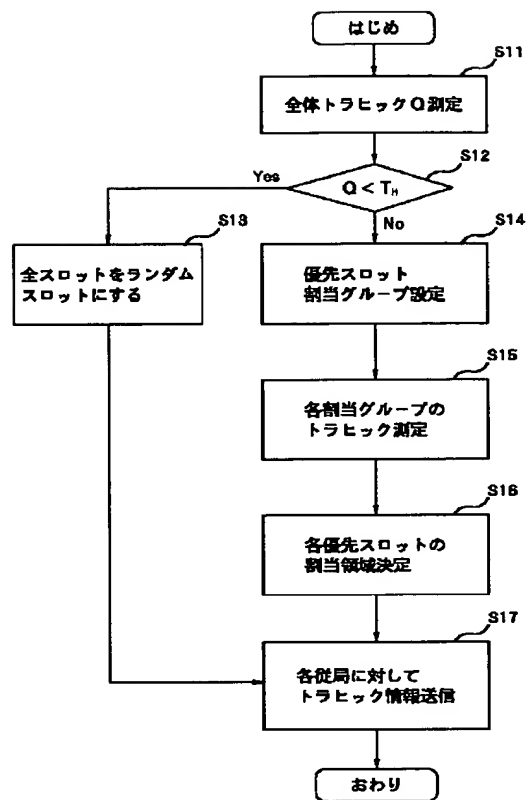 はじめ
S11
全体トラヒックQ測定
S12
Q < TH
Yes
No
S13
全スロットをランダム
スロットにする
S14
優先スロット
割当グループ設定
S15
各割当グループの
トラヒック測定
S16
各優先スロットの
割当領域決定
S17
各従局に対して
トラヒック情報送信
おわり